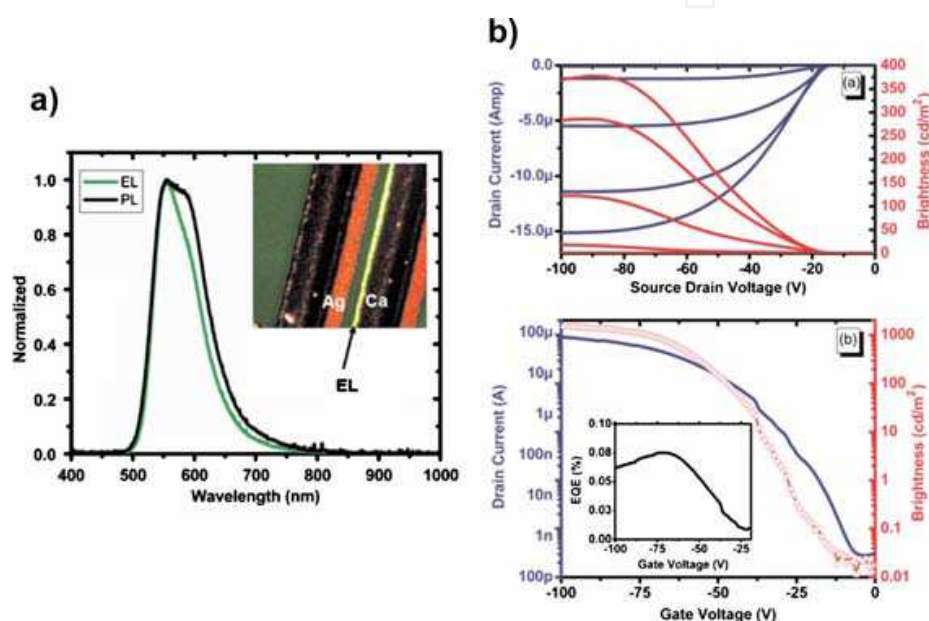 a)
Normalized
1.0
0.8
0.6
0.4
0.2
0.0
EL
PL
Ag
Ca
EL
400 500 600 700 800 900 1000
Wavelength (nm)
b)
(a)
Drain Current (Amp)
0.0
-5.0µ
-10.0µ
-15.0µ
400
350
300
250
200
150
100
50
0
Brightness (cd/m²)
-100 -80 -60 -40 -20 0
Source Drain Voltage (V)
(b)
Drain Current (A)
100µ
10µ
1µ
100n
10n
1n
100p
1000
100
10
1
0.1
0.01
Brightness (cd/m²)
EQE (%)
0.10
0.08
0.05
0.03
0.00
-100 -75 -50 -25
Gate Voltage (V)
-100 -75 -50 -25 0
Gate Voltage (V)